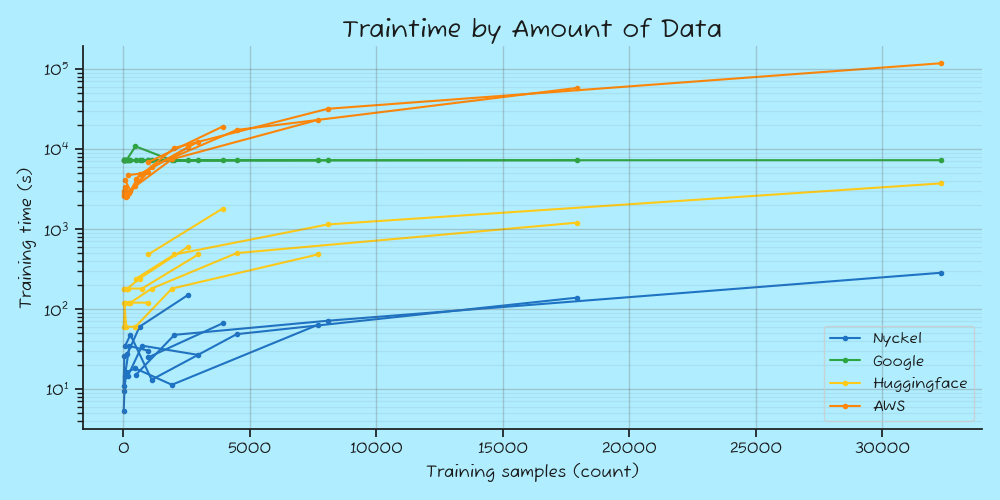 Traintime by Amount of Data
Training time (s)
10⁵
10⁴
10³
10²
10¹
0 5000 10000 15000 20000 25000 30000
Training samples (count)
Nyckel
Google
Huggingface
AWS